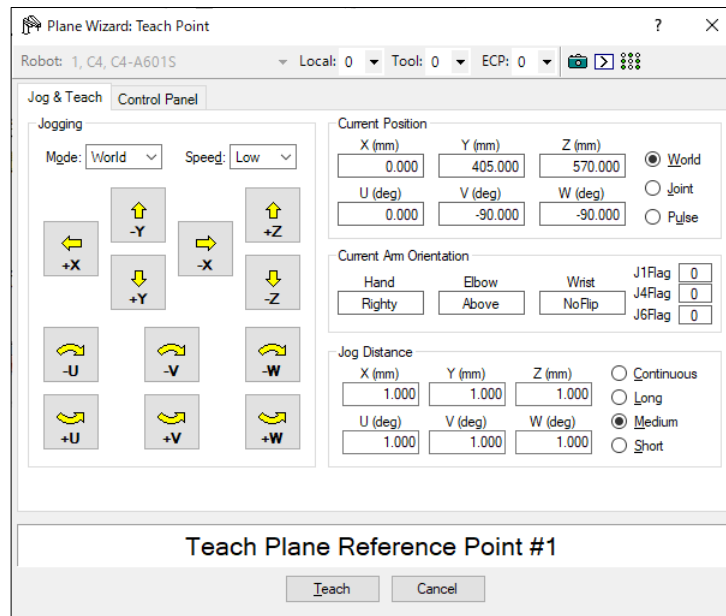 Plane Wizard: Teach Point
Robot: 1, C4, C4-A601S Local: 0 Tool: 0 ECP: 0
Jog & Teach Control Panel
Jogging
Mode: World Speed: Low
-Y
+Z
+X
-X
+Y
-Z
-U -V -W
+U +V +W
Current Position
X (mm) Y (mm) Z (mm)
0.000 405.000 570.000
U (deg) V (deg) W (deg)
0.000 -90.000 -90.000
World
Joint
Pulse
Current Arm Orientation
Hand Elbow Wrist
Righty Above NoFlip
J1Flag 0
J4Flag 0
J6Flag 0
Jog Distance
X (mm) Y (mm) Z (mm)
1.000 1.000 1.000
U (deg) V (deg) W (deg)
1.000 1.000 1.000
Continuous
Long
Medium
Short
Teach Plane Reference Point #1
Teach Cancel